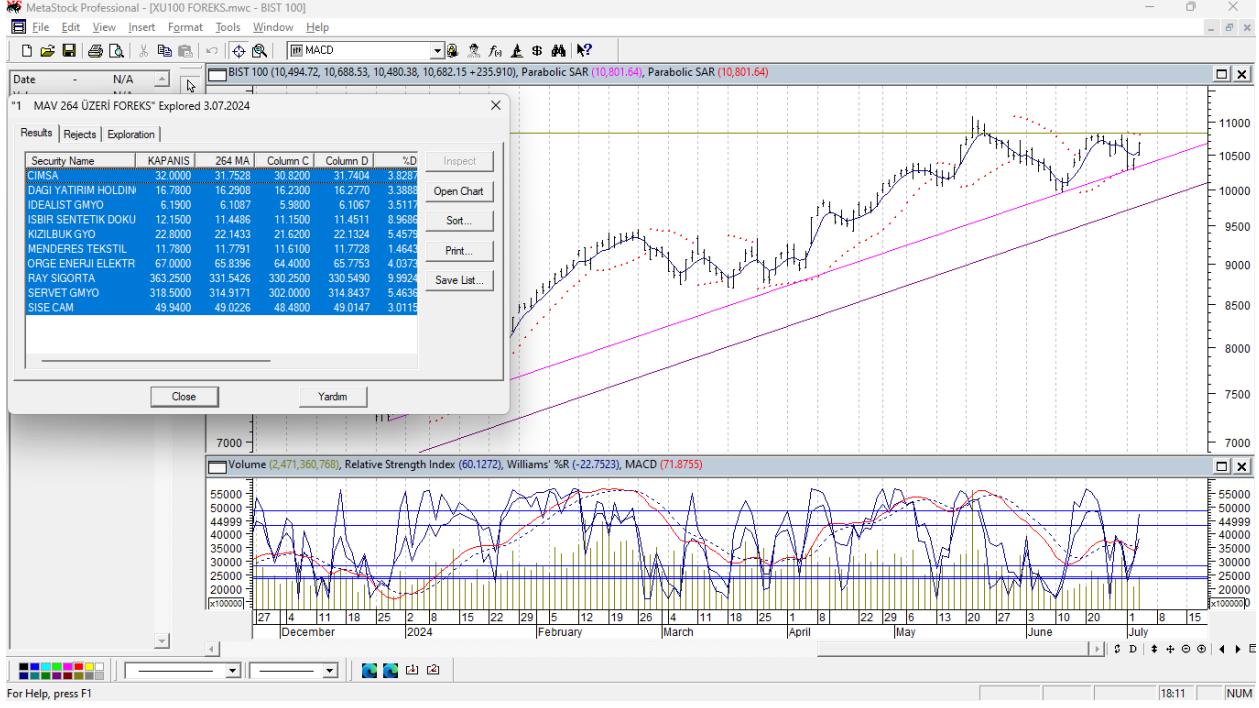 MetaStock Professional - [XU100 FOREKS.mwc - BIST 100]
File Edit View Insert Format Tools Window Help
MACD
Date - N/A
BIST 100 (10,494.72, 10,688.53, 10,480.38, 10,682.15 +235.910), Parabolic SAR (10,801.64), Parabolic SAR (10,801.64)
"1 MAV 264 ÜZERİ FOREKS" Explored 3.07.2024
Results Rejects Exploration
Security Name KAPANIS 264 MA Column C Column D %D
CIMSA 32.0000 31.7528 30.8200 31.7404 3.8287
DAGI YATIRIM HOLDIN 16.7800 16.2908 16.2300 16.2770 3.3888
IDEALIST GMYO 6.1900 6.1087 5.9800 6.1067 3.5117
ISBIR SENTETIK DOKU 12.1500 11.4486 11.1500 11.4511 8.9686
KIZILBUK GYO 22.8000 22.1433 21.6200 22.1324 5.4579
MENDERES TEKSTIL 11.7800 11.7791 11.6100 11.7728 1.4643
ORGE ENERJI ELEKTR 67.0000 65.8396 64.4000 65.7753 4.0373
RAY SIGORTA 363.2500 331.5426 330.2500 330.5490 9.9924
SERVET GMYO 318.5000 314.9171 302.0000 314.8437 5.4636
SISE CAM 49.9400 49.0226 48.4800 49.0147 3.0115
Inspect
Open Chart
Sort...
Print...
Save List...
Close Yardım
11000
10500
10000
9500
9000
8500
8000
7500
7000 7000
Volume (2,471,360,768), Relative Strength Index (60.1272), Williams' %R (-22.7523), MACD (71.8755)
55000 55000
50000 50000
44999 44999
40000 40000
35000 35000
30000 30000
25000 25000
20000
x100000 x100000
27 4 11 18 25 2 8 15 22 29 5 12 19 26 4 11 18 25 1 8 22 29 6 13 20 27 3 10 20 1 8 15
December 2024 February March April May June July
D
For Help, press F1
18:11 NUM